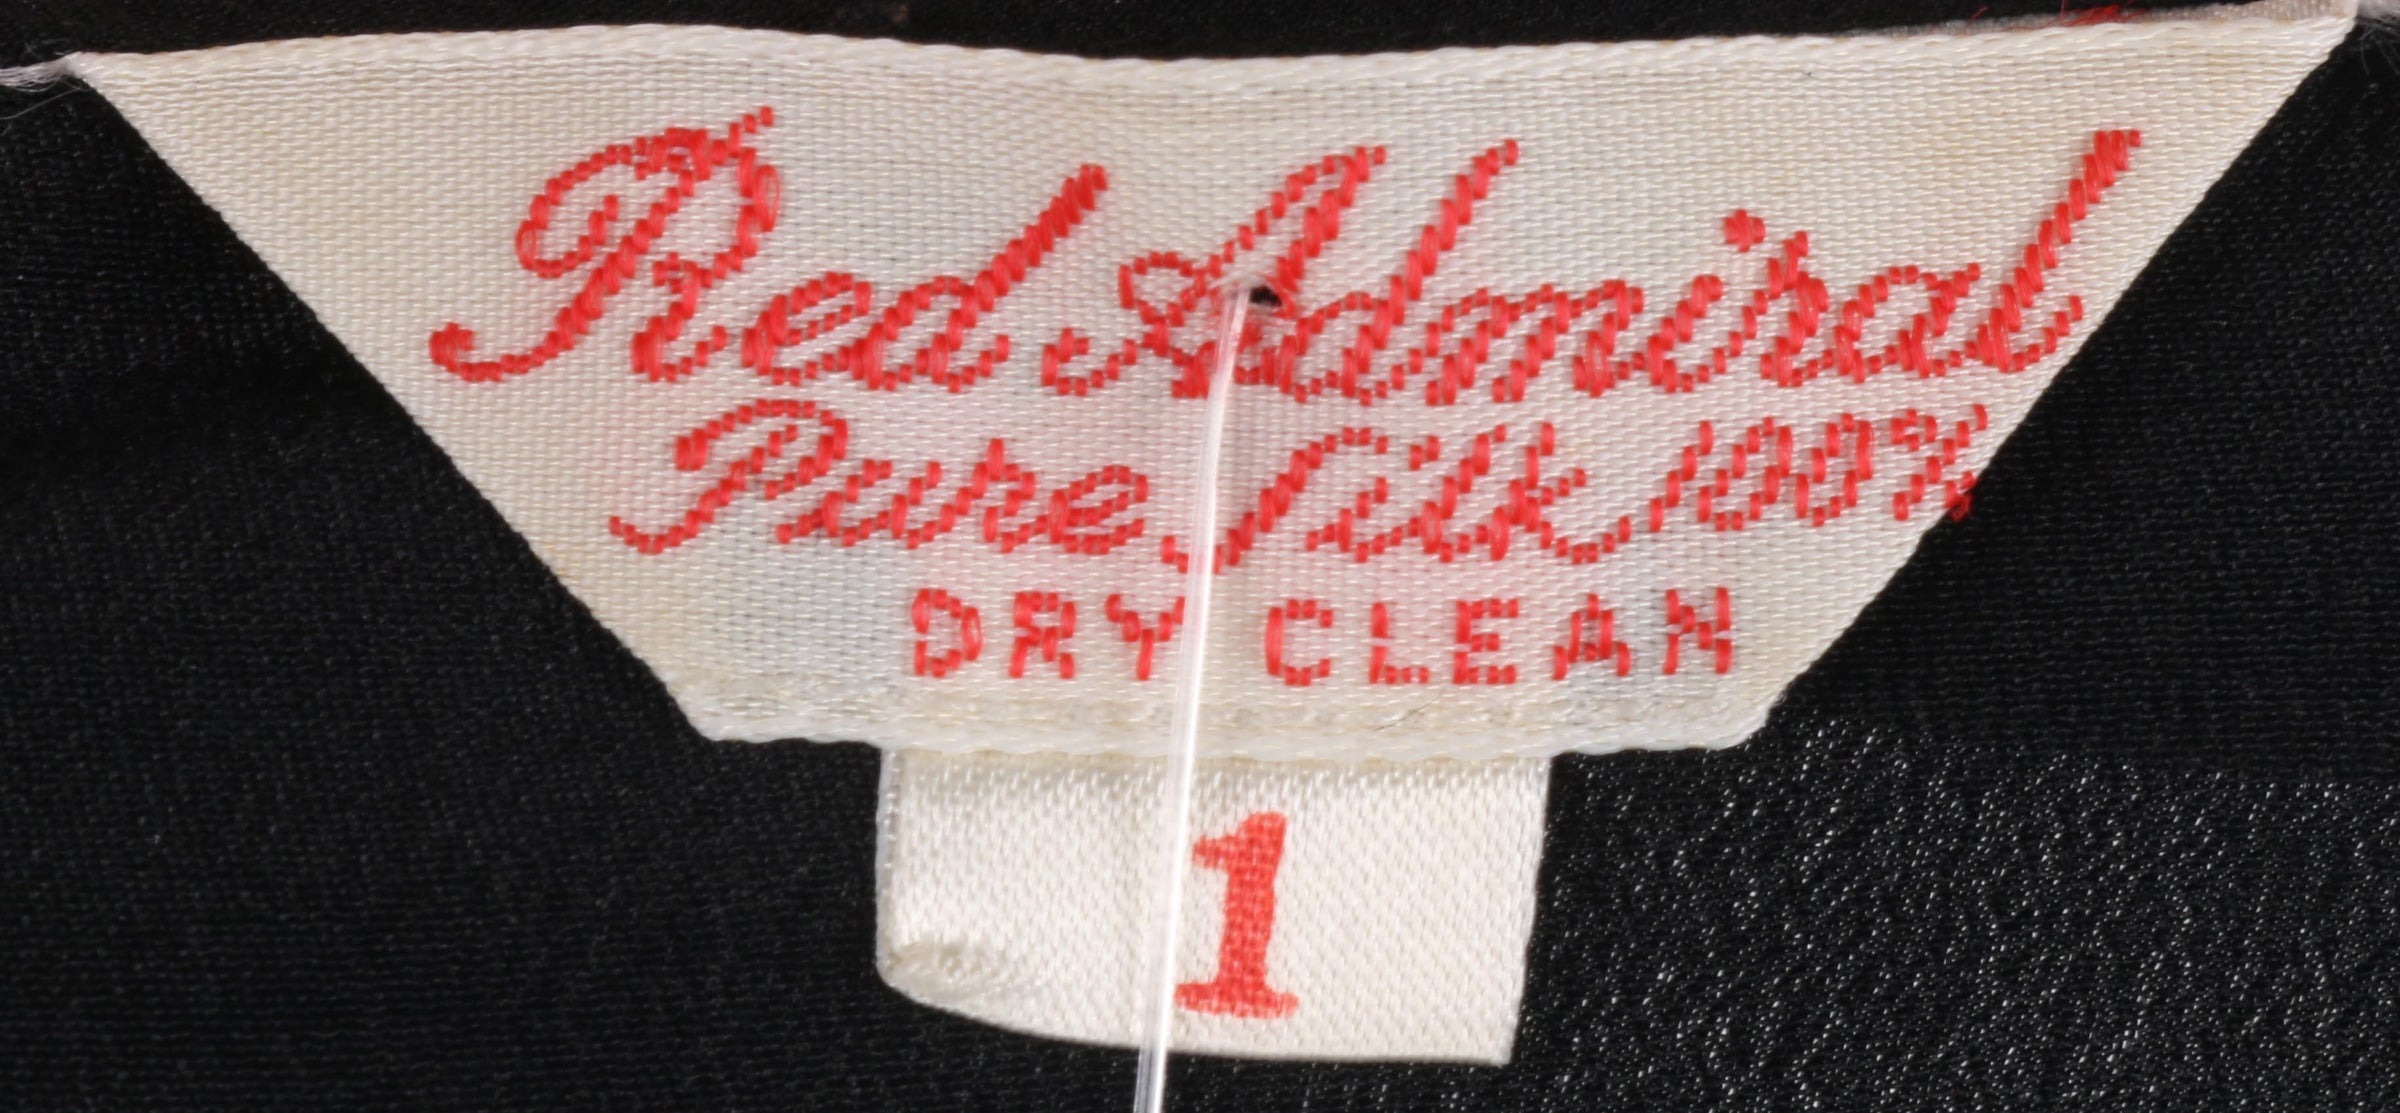 Red Admiral
Pure Silk 100%
DRY CLEAN
1